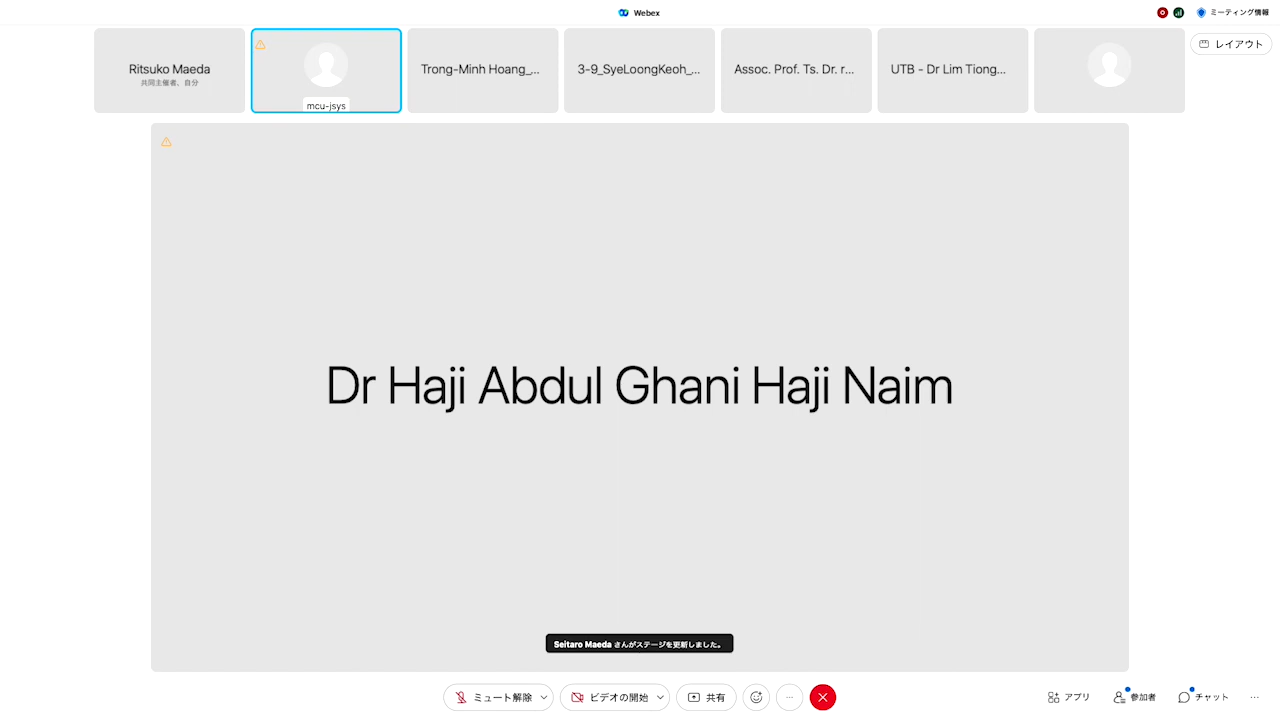 Webex
ミーティング情報
レイアウト
Ritsuko Maeda
共同主催者, 自分
mcu-jsys
Trong-Minh Hoang_...
3-9_SyeLoongKeoh_...
Assoc. Prof. Ts. Dr. r...
UTB - Dr Lim Tiong...
Dr Haji Abdul Ghani Haji Naim
Seitaro Maeda さんがステージを更新しました。
ミュート解除
ビデオの開始
共有
アプリ
参加者
チャット